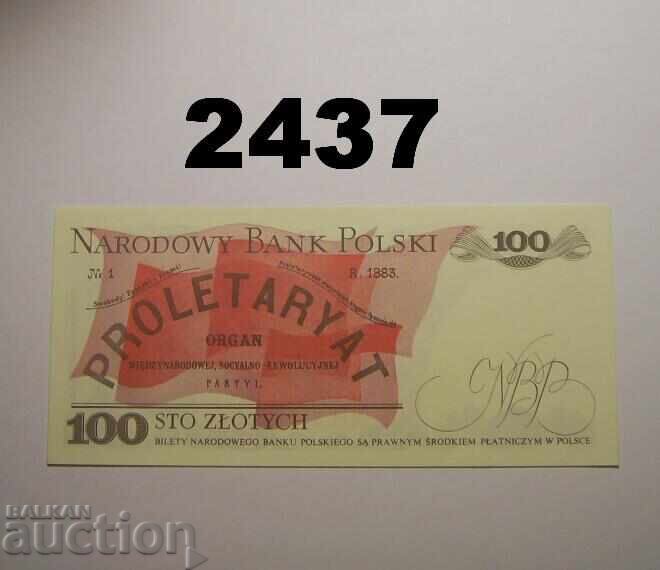 2437
NARODOWY BANK POLSKI
100
№ 1
R. 1883.
PROLETARYAT
ORGAN
MIĘDZYNARODOWEJ, SOCYALNO-REWOLUCYJNEJ
PARTYI.
NBP
100 STO ZŁOTYCH
BILETY NARODOWEGO BANKU POLSKIEGO SĄ PRAWNYM ŚRODKIEM PŁATNICZYM W POLSCE
BALKAN
auction